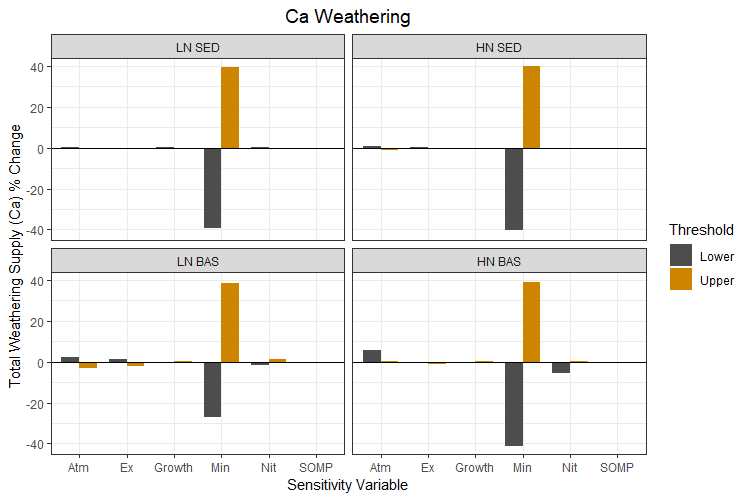 Ca Weathering
LN SED
HN SED
40
20
0
-20
-40
LN BAS
HN BAS
40
20
0
-20
-40
Atm Ex Growth Min Nit SOMP
Atm Ex Growth Min Nit SOMP
Sensitivity Variable
Total Weathering Supply (Ca) % Change
Threshold
Lower
Upper